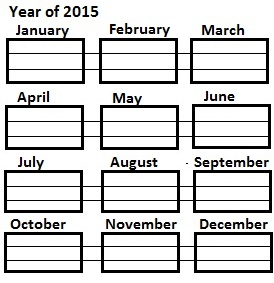 Year of 2015
January February March
April May June
July August September
October November December